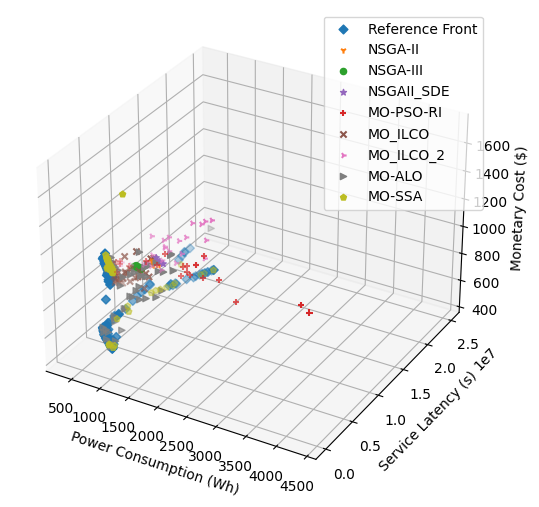 Reference Front
NSGA-II
NSGA-III
NSGAII_SDE
MO-PSO-RI
MO_ILCO
MO_ILCO_2
MO-ALO
MO-SSA
1600
1400
1200
1000
800
600
400
Monetary Cost ($)
2.5
2.0
1.5
1.0
0.5
0.0
Service Latency (s) 1e7
500
1000
1500
2000
2500
3000
3500
4000
4500
Power Consumption (Wh)